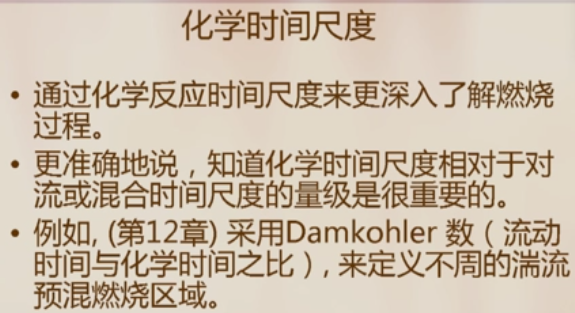 化学时间尺度
• 通过化学反应时间尺度来更深入了解燃烧
过程。
• 更准确地说，知道化学时间尺度相对于对
流或混合时间尺度的量级是很重要的。
• 例如, (第12章) 采用Damkohler 数（流动
时间与化学时间之比）, 来定义不周的湍流
预混燃烧区域。